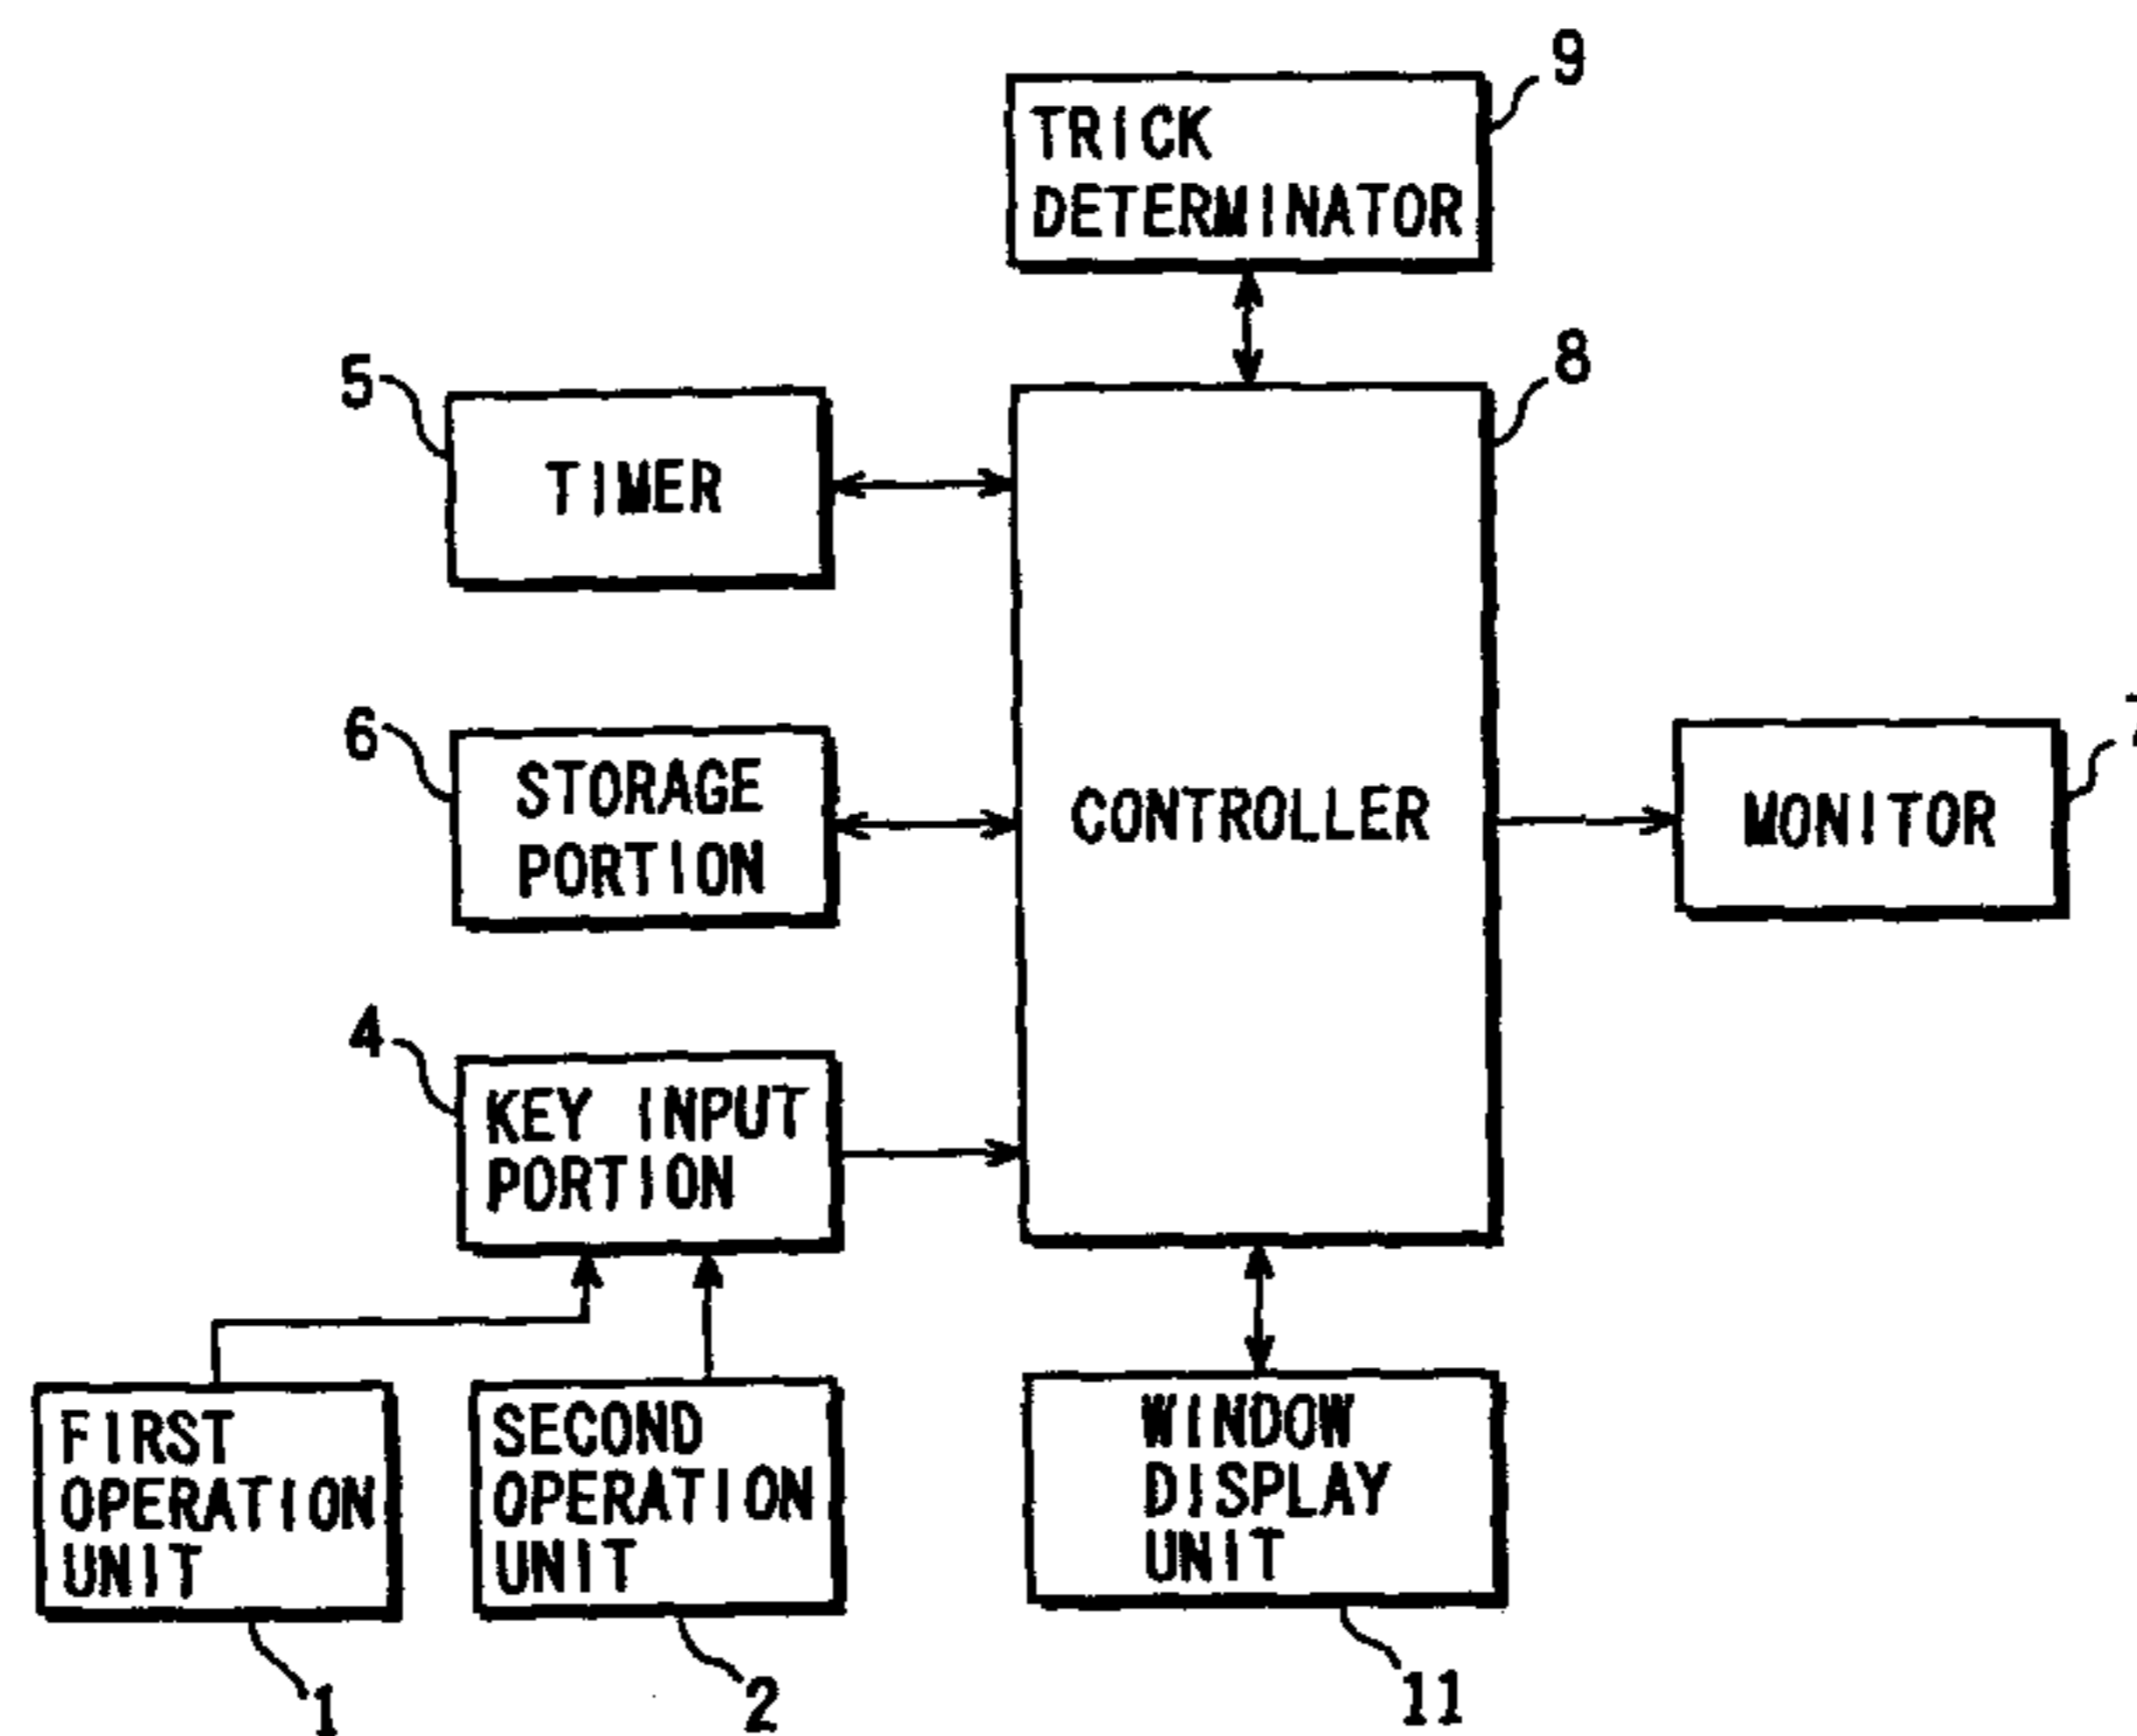 9
TRICK
DETERMINATOR
8
5
TIMER
6
STORAGE
PORTION
CONTROLLER
7
MONITOR
4
KEY INPUT
PORTION
FIRST
OPERATION
UNIT
SECOND
OPERATION
UNIT
WINDOW
DISPLAY
UNIT
1
2
11